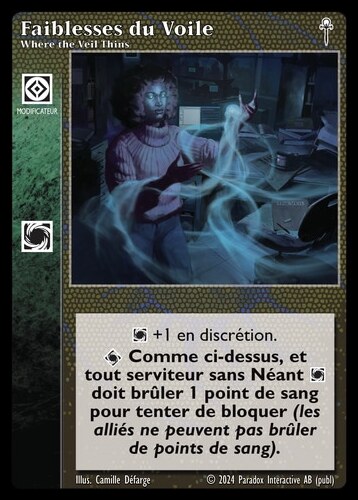 Faiblesses du Voile
Where the Veil Thins
MODIFICATEUR
+1 en discrétion.
Comme ci-dessus, et
tout serviteur sans Néant
doit brûler 1 point de sang
pour tenter de bloquer (les
alliés ne peuvent pas brûler
de points de sang).
Illus. Camille Défarge
© 2024 Paradox Interactive AB (publ)